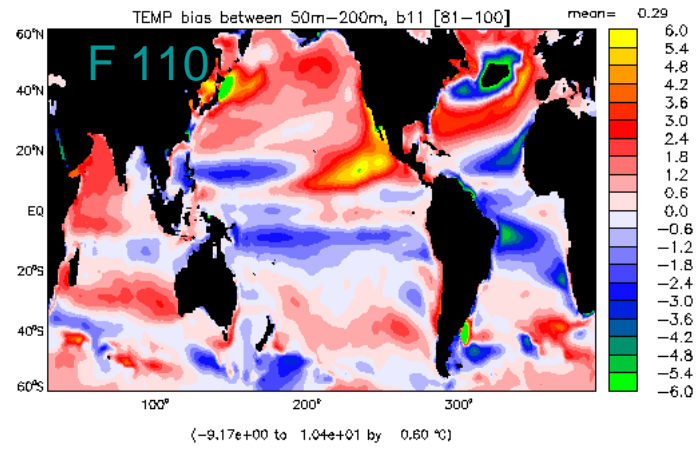 TEMP bias between 50m-200m, b11 [81-100]
mean= 0.29
F 110
60°N
40°N
20°N
EQ
20°S
40°S
60°S
100°
200°
300°
6.0
5.4
4.8
4.2
3.6
3.0
2.4
1.8
1.2
0.6
0.0
-0.6
-1.2
-1.8
-2.4
-3.0
-3.6
-4.2
-4.8
-5.4
-6.0
(-9.17e+00 to 1.04e+01 by 0.60 °C)